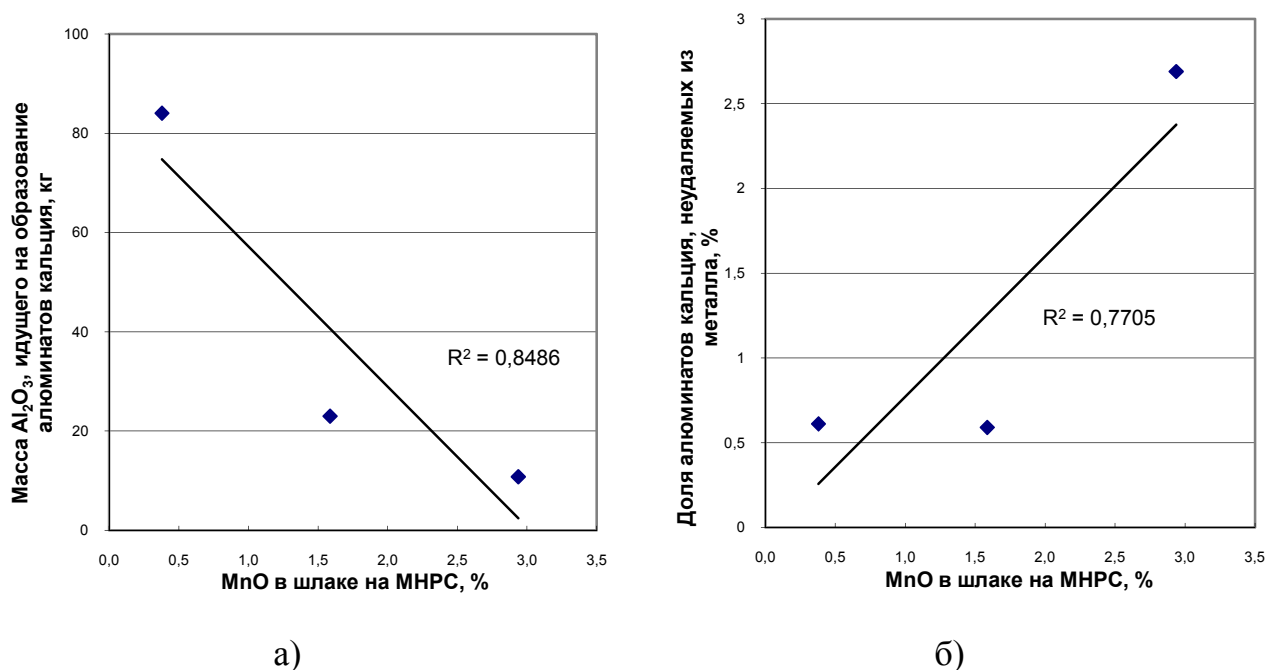 Масса Al₂O₃, идущего на образование
алюминатов кальция, кг
100
80
60
40
20
0
R² = 0,8486
0,0 0,5 1,0 1,5 2,0 2,5 3,0 3,5
MnO в шлаке на МНРС, %
а)
Доля алюминатов кальция, неудаляемых из
металла, %
3
2,5
2
1,5
1
0,5
0
R² = 0,7705
0,0 0,5 1,0 1,5 2,0 2,5 3,0 3,5
MnO в шлаке на МНРС, %
б)